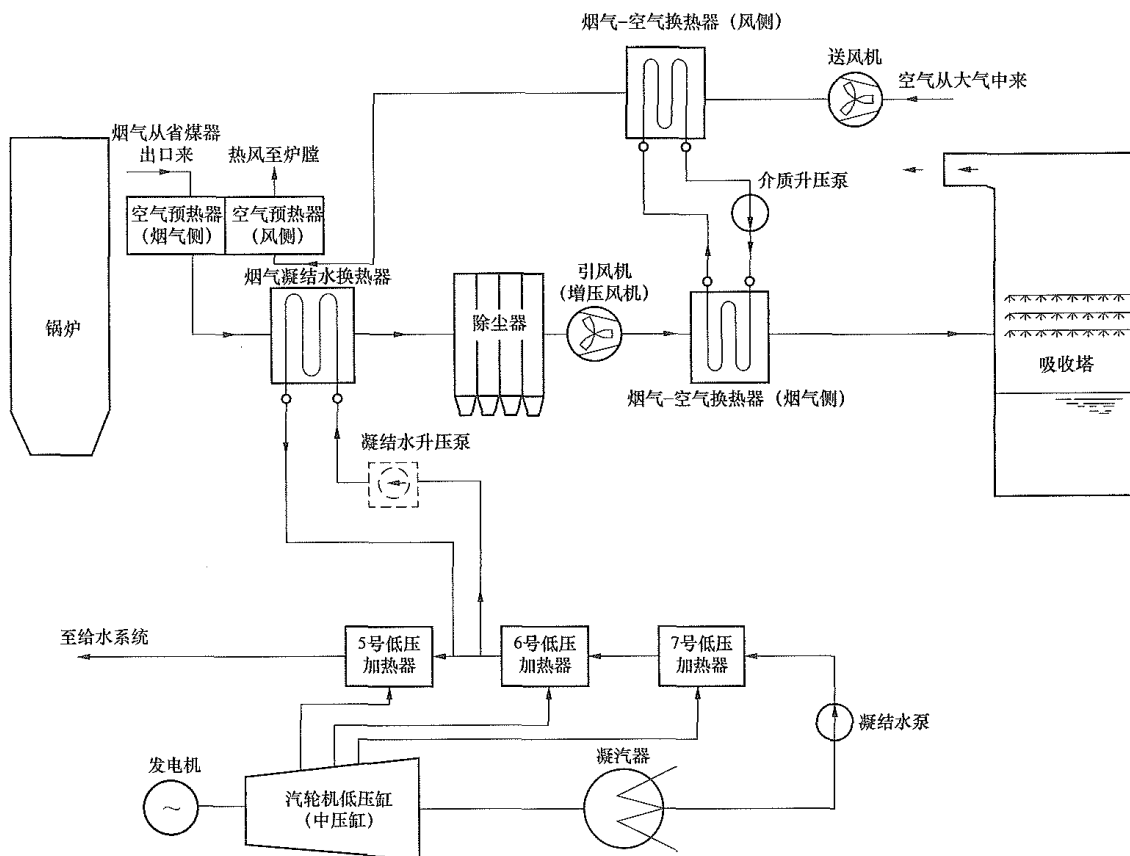 烟气-空气换热器（风侧）
送风机
空气从大气中来
烟气从省煤器
出口来
热风至炉膛
介质升压泵
空气预热器
(烟气侧)
空气预热器
(风侧)
烟气凝结水换热器
引风机
(增压风机)
除尘器
锅炉
吸收塔
烟气-空气换热器（烟气侧）
凝结水升压泵
至给水系统
5号低压
加热器
6号低压
加热器
7号低压
加热器
凝结水泵
凝汽器
发电机
~
汽轮机低压缸
(中压缸)